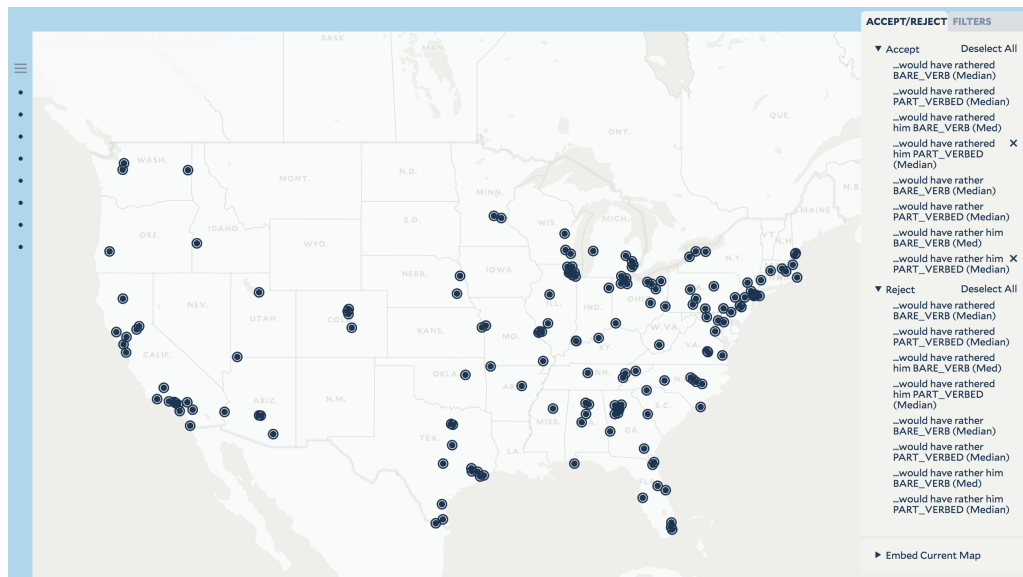 ACCEPT/REJECT FILTERS
▼ Accept Deselect All
...would have rathered
BARE_VERB (Median)
...would have rathered
PART_VERBED (Median)
...would have rathered
him BARE_VERB (Med)
...would have rathered ✕
him PART_VERBED
(Median)
...would have rather
BARE_VERB (Median)
...would have rather
PART_VERBED (Median)
...would have rather him
BARE_VERB (Med)
...would have rather him ✕
PART_VERBED (Median)
▼ Reject Deselect All
...would have rathered
BARE_VERB (Median)
...would have rathered
PART_VERBED (Median)
...would have rathered
him BARE_VERB (Med)
...would have rathered
him PART_VERBED
(Median)
...would have rather
BARE_VERB (Median)
...would have rather
PART_VERBED (Median)
...would have rather him
BARE_VERB (Med)
...would have rather him
PART_VERBED (Median)
▶ Embed Current Map
SASK.
MAN.
ONT.
QUE.
N.B.
WASH.
MONT.
N.D.
MINN.
MAINE
ORE.
IDAHO
S.D.
WIS.
MICH.
VT.
N.H.
WYO.
N.Y.
NEBR.
IOWA
NEV.
UTAH
ILL.
IND.
OHIO
CALIF.
KANS.
MO.
KY.
W.VA.
VA.
ARIZ.
N.M.
OKLA.
S.C.
MISS.
GA.
TEX.
LA.